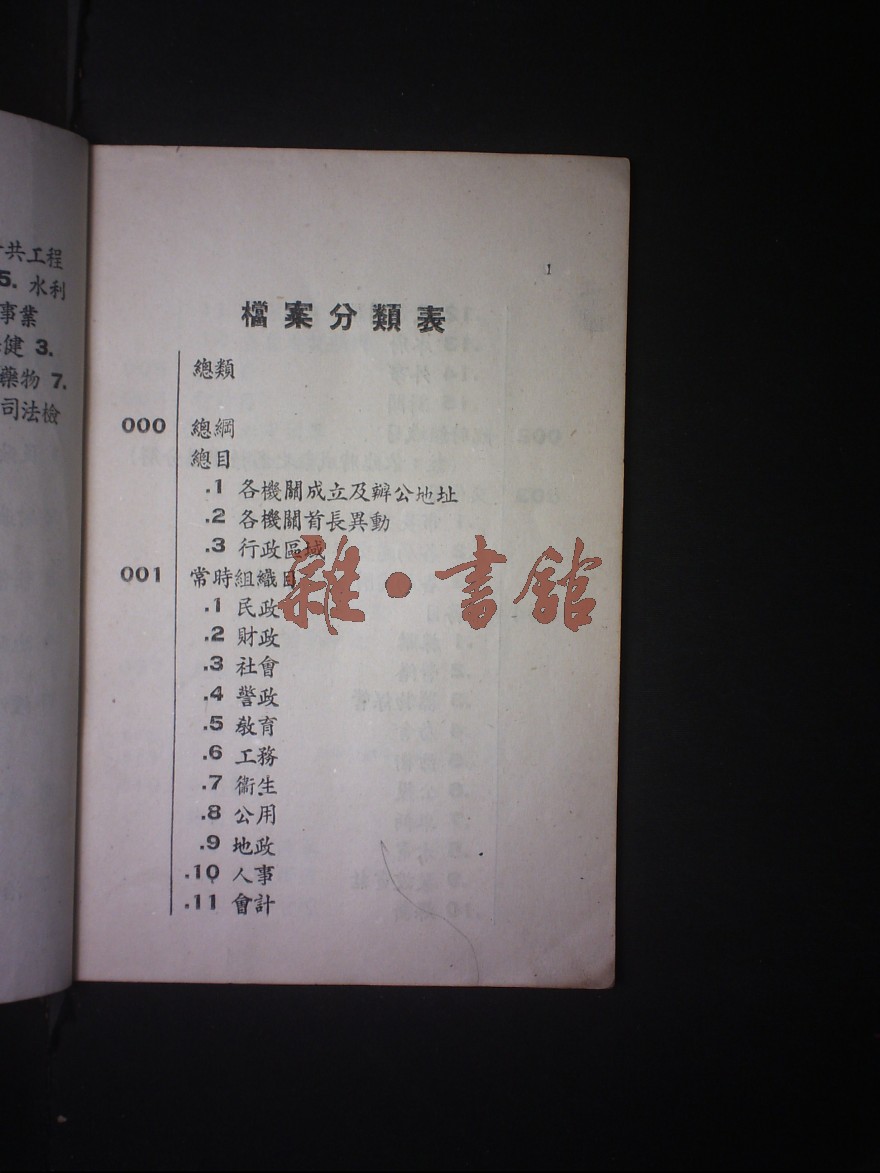 共工程
5. 水利
事業
健 3.
藥物 7.
司法檢
1
檔案分類表
總類
000 總綱
總目
.1 各機關成立及辦公地址
.2 各機關首長異動
.3 行政區域
001 常時組織目
.1 民政
.2 財政
.3 社會
.4 警政
.5 教育
.6 工務
.7 衞生
.8 公用
.9 地政
.10 人事
.11 會計
雜·書館